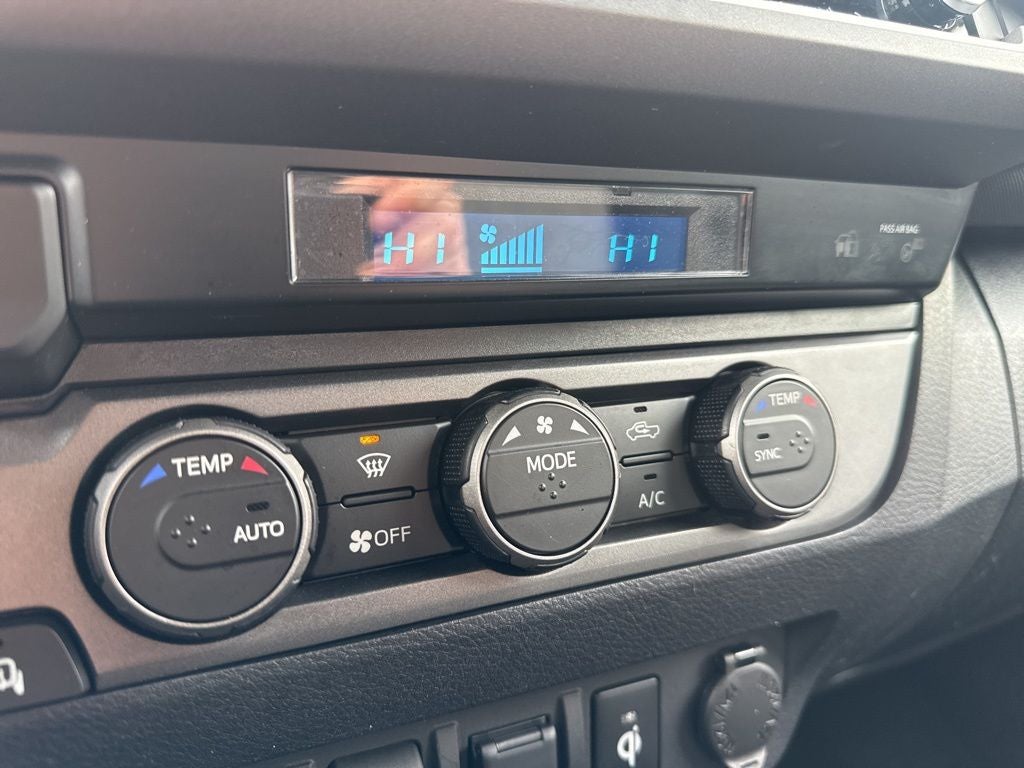 HI HI
PASS AIR BAG
TEMP
AUTO
OFF
MODE
A/C
TEMP
SYNC